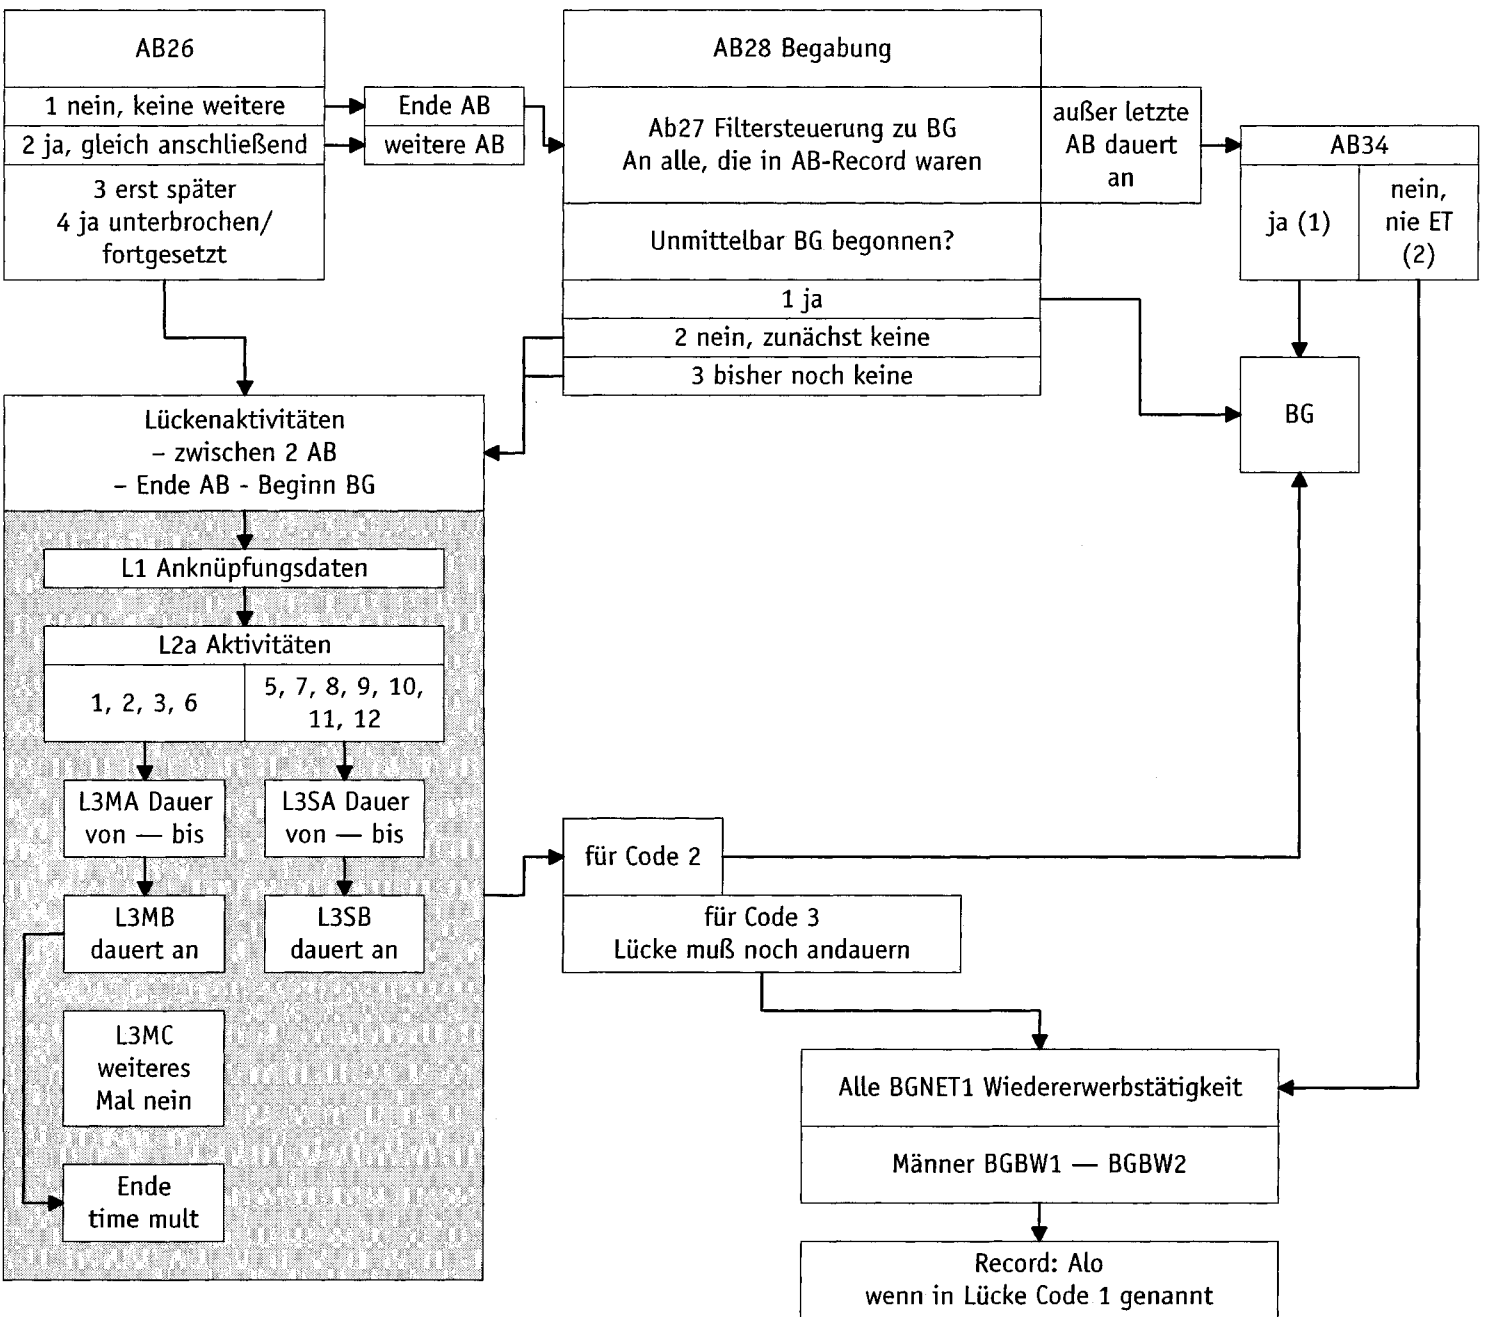 AB26
1 nein, keine weitere
2 ja, gleich anschließend
3 erst später
4 ja unterbrochen/
fortgesetzt
Ende AB
weitere AB
AB28 Begabung
Ab27 Filtersteuerung zu BG
An alle, die in AB-Record waren
Unmittelbar BG begonnen?
1 ja
2 nein, zunächst keine
3 bisher noch keine
außer letzte
AB dauert
an
AB34
ja (1)
nein,
nie ET
(2)
BG
Lückenaktivitäten
– zwischen 2 AB
– Ende AB - Beginn BG
L1 Anknüpfungsdaten
L2a Aktivitäten
1, 2, 3, 6
5, 7, 8, 9, 10,
11, 12
L3MA Dauer
von — bis
L3SA Dauer
von — bis
L3MB
dauert an
L3SB
dauert an
L3MC
weiteres
Mal nein
Ende
time mult
für Code 2
für Code 3
Lücke muß noch andauern
Alle BGNET1 Wiedererwerbstätigkeit
Männer BGBW1 — BGBW2
Record: Alo
wenn in Lücke Code 1 genannt